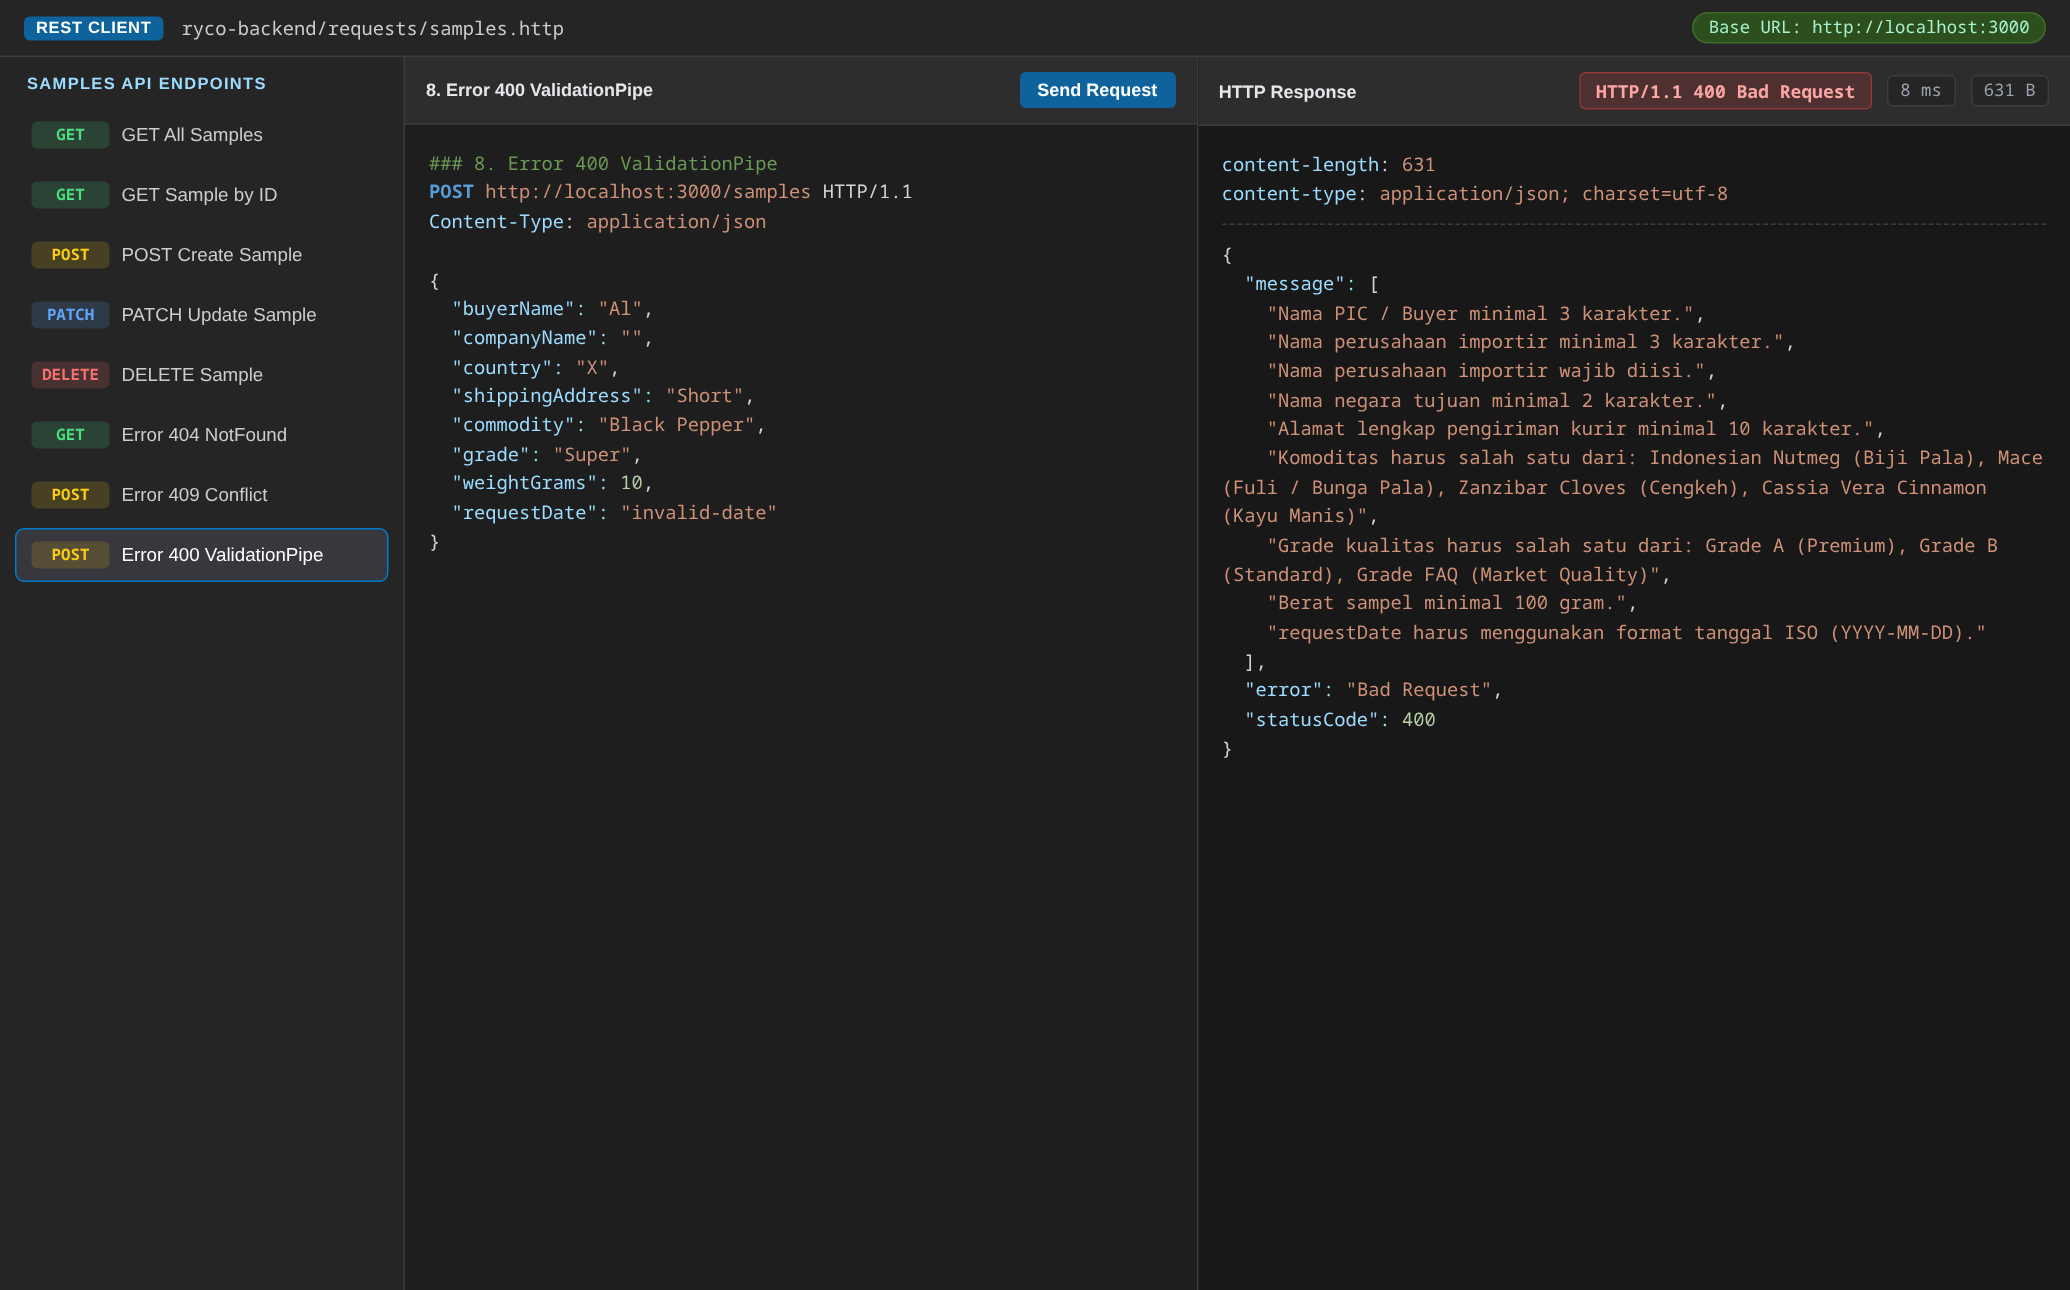 REST CLIENT ryco-backend/requests/samples.http
Base URL: http://localhost:3000
SAMPLES API ENDPOINTS
GET GET All Samples
GET GET Sample by ID
POST POST Create Sample
PATCH PATCH Update Sample
DELETE DELETE Sample
GET Error 404 NotFound
POST Error 409 Conflict
POST Error 400 ValidationPipe
8. Error 400 ValidationPipe
Send Request
### 8. Error 400 ValidationPipe
POST http://localhost:3000/samples HTTP/1.1
Content-Type: application/json
{
  "buyerName": "Al",
  "companyName": "",
  "country": "X",
  "shippingAddress": "Short",
  "commodity": "Black Pepper",
  "grade": "Super",
  "weightGrams": 10,
  "requestDate": "invalid-date"
}
HTTP Response
HTTP/1.1 400 Bad Request
8 ms
631 B
content-length: 631
content-type: application/json; charset=utf-8
{
  "message": [
    "Nama PIC / Buyer minimal 3 karakter.",
    "Nama perusahaan importir minimal 3 karakter.",
    "Nama perusahaan importir wajib diisi.",
    "Nama negara tujuan minimal 2 karakter.",
    "Alamat lengkap pengiriman kurir minimal 10 karakter.",
    "Komoditas harus salah satu dari: Indonesian Nutmeg (Biji Pala), Mace
(Fuli / Bunga Pala), Zanzibar Cloves (Cengkeh), Cassia Vera Cinnamon
(Kayu Manis)",
    "Grade kualitas harus salah satu dari: Grade A (Premium), Grade B
(Standard), Grade FAQ (Market Quality)",
    "Berat sampel minimal 100 gram.",
    "requestDate harus menggunakan format tanggal ISO (YYYY-MM-DD)."
  ],
  "error": "Bad Request",
  "statusCode": 400
}